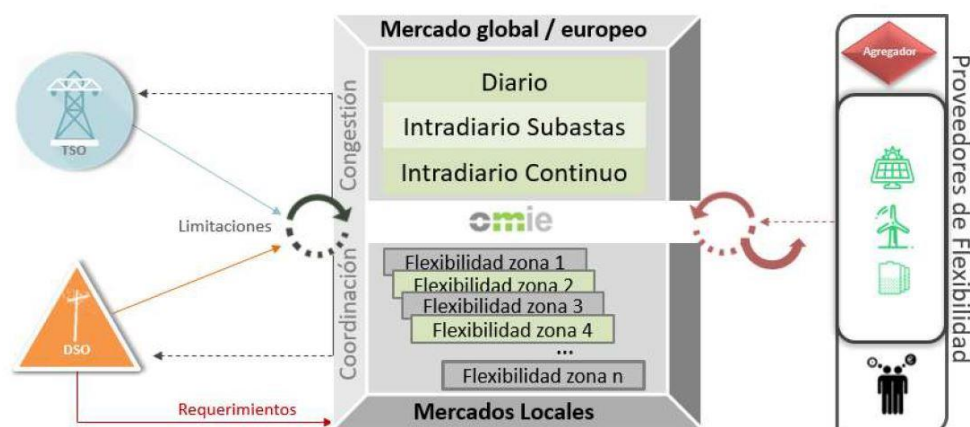 Mercado global / europeo
Diario
Intradiario Subastas
Intradiario Continuo
omie
Flexibilidad zona 1
Flexibilidad zona 2
Flexibilidad zona 3
Flexibilidad zona 4
...
Flexibilidad zona n
Mercados Locales
Coordinación Congestión
TSO
Limitaciones
DSO
Requerimientos
Agregador
Proveedores de Flexibilidad